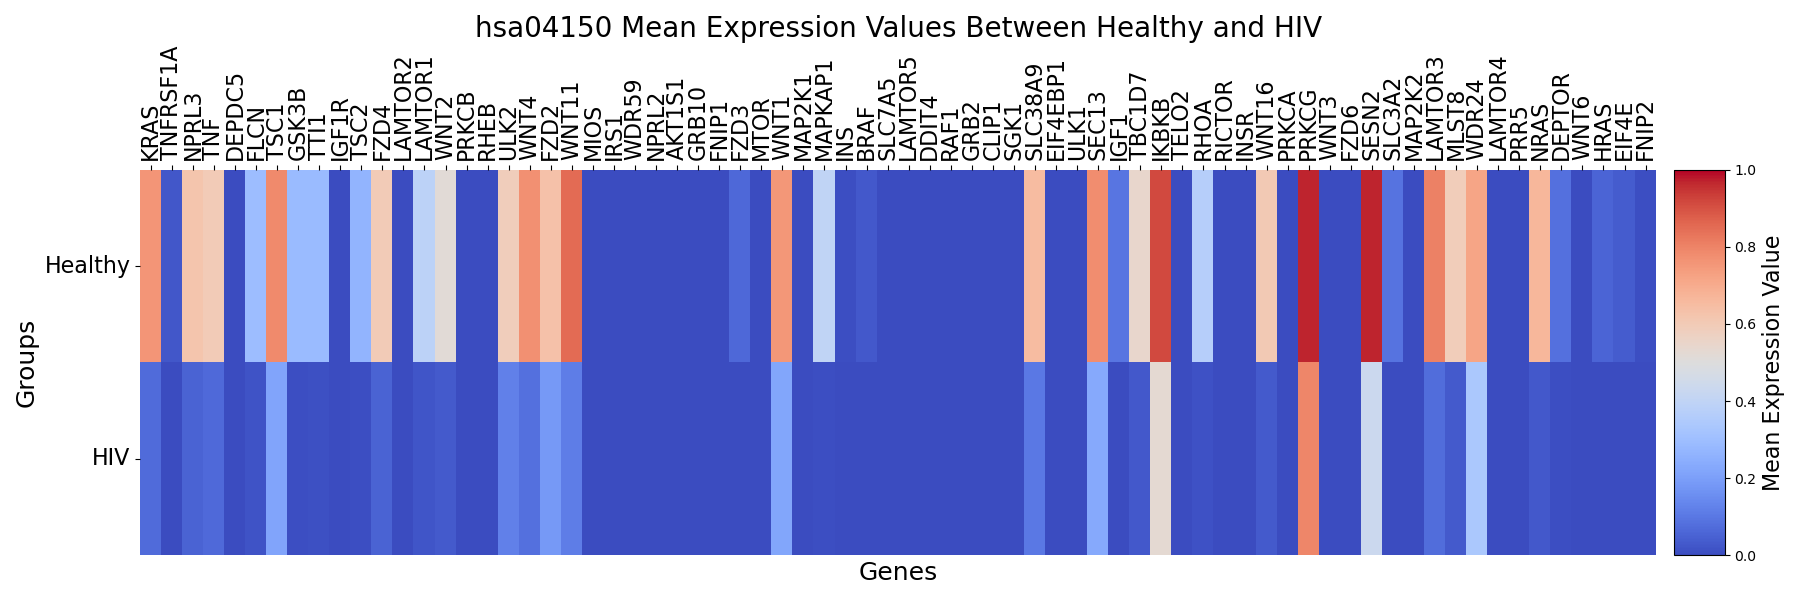 hsa04150 Mean Expression Values Between Healthy and HIV
KRAS
TNFRSF1A
NPRL3
TNF
DEPDC5
FLCN
TSC1
GSK3B
TTI1
IGF1R
TSC2
FZD4
LAMTOR2
LAMTOR1
WNT2
PRKCB
RHEB
ULK2
WNT4
FZD2
WNT11
MIOS
IRS1
WDR59
NPRL2
AKT1S1
GRB10
FNIP1
FZD3
MTOR
WNT1
MAP2K1
MAPKAP1
INS
BRAF
SLC7A5
LAMTOR5
DDIT4
RAF1
GRB2
CLIP1
SGK1
SLC38A9
EIF4EBP1
ULK1
SEC13
IGF1
TBC1D7
IKBKB
TELO2
RHOA
RICTOR
INSR
WNT16
PRKCA
PRKCG
WNT3
FZD6
SESN2
SLC3A2
MAP2K2
LAMTOR3
MLST8
WDR24
LAMTOR4
PRR5
NRAS
DEPTOR
WNT6
HRAS
EIF4E
FNIP2
Groups
Healthy
HIV
Genes
1.0
0.8
0.6
0.4
0.2
0.0
Mean Expression Value